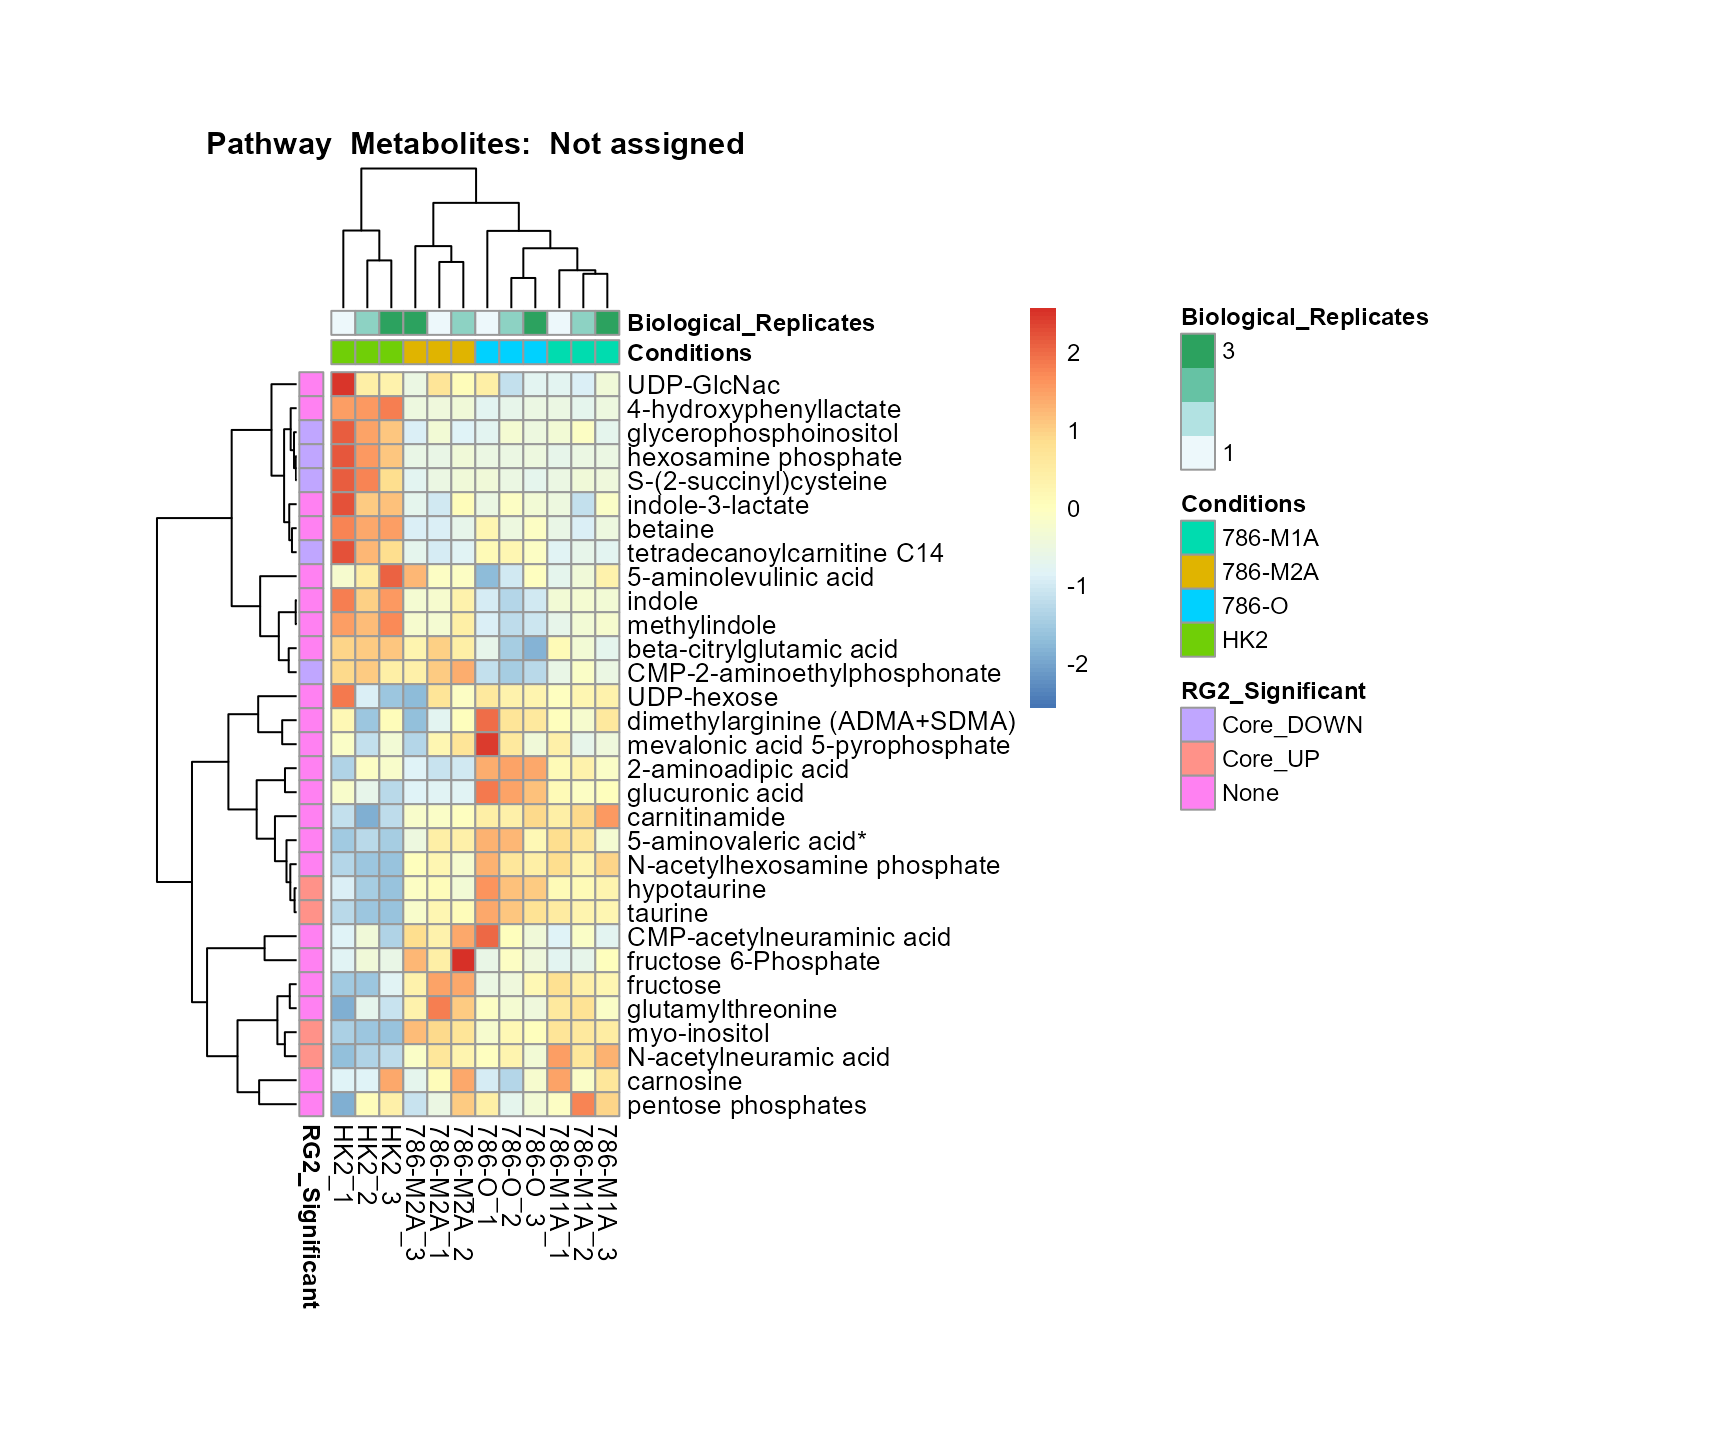 Pathway Metabolites: Not assigned
Biological_Replicates
Conditions
UDP-GlcNac
4-hydroxyphenyllactate
glycerophosphoinositol
hexosamine phosphate
S-(2-succinyl)cysteine
indole-3-lactate
betaine
tetradecanoylcarnitine C14
5-aminolevulinic acid
indole
methylindole
beta-citrylglutamic acid
CMP-2-aminoethylphosphonate
UDP-hexose
dimethylarginine (ADMA+SDMA)
mevalonic acid 5-pyrophosphate
2-aminoadipic acid
glucuronic acid
carnitinamide
5-aminovaleric acid*
N-acetylhexosamine phosphate
hypotaurine
taurine
CMP-acetylneuraminic acid
fructose 6-Phosphate
fructose
glutamylthreonine
myo-inositol
N-acetylneuramic acid
carnosine
pentose phosphates
RG2_Significant
HK2_1
HK2_2
HK2_3
786-M2A_3
786-M2A_1
786-M2A_2
786-O_1
786-O_2
786-O_3
786-M1A_1
786-M1A_2
786-M1A_3
2
1
0
-1
-2
Biological_Replicates
3
1
Conditions
786-M1A
786-M2A
786-O
HK2
RG2_Significant
Core_DOWN
Core_UP
None